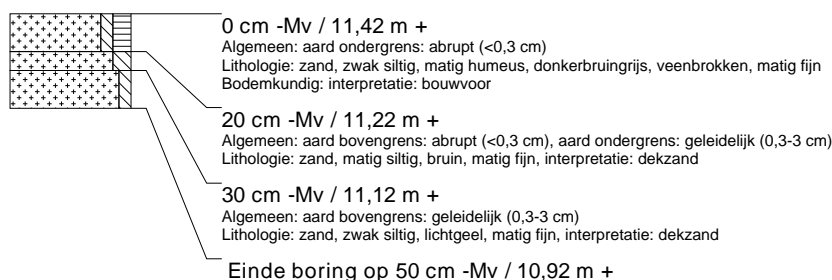 0 cm -Mv / 11,42 m +
Algemeen: aard ondergrens: abrupt (<0,3 cm)
Lithologie: zand, zwak siltig, matig humeus, donkerbruingrijs, veenbrokken, matig fijn
Bodemkundig: interpretatie: bouwvoor
20 cm -Mv / 11,22 m +
Algemeen: aard bovengrens: abrupt (<0,3 cm), aard ondergrens: geleidelijk (0,3-3 cm)
Lithologie: zand, matig siltig, bruin, matig fijn, interpretatie: dekzand
30 cm -Mv / 11,12 m +
Algemeen: aard bovengrens: geleidelijk (0,3-3 cm)
Lithologie: zand, zwak siltig, lichtgeel, matig fijn, interpretatie: dekzand
Einde boring op 50 cm -Mv / 10,92 m +